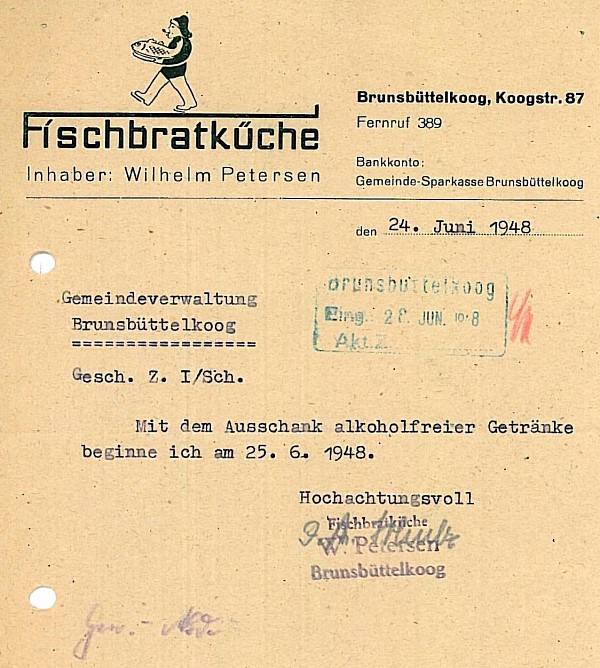 Fischbratküche
Inhaber: Wilhelm Petersen
Brunsbüttelkoog, Koogstr. 87
Fernruf 389
Bankkonto:
Gemeinde-Sparkasse Brunsbüttelkoog
den 24. Juni 1948
Gemeindeverwaltung
Brunsbüttelkoog
=================
Brunsbüttelkoog
Eing. 28. JUN. 1948
Akt.Z.
Gesch. Z. I/Sch.
Mit dem Ausschank alkoholfreier Getränke
beginne ich am 25. 6. 1948.
Hochachtungsvoll
Fischbratküche
W. Petersen
Brunsbüttelkoog